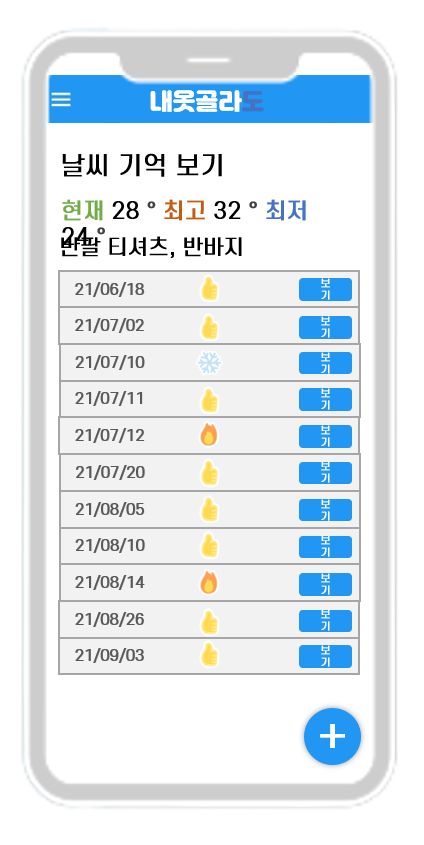 내옷골라도
날씨 기억 보기
현재 28 ° 최고 32 ° 최저
24 °
반팔 티셔츠, 반바지
21/06/18 보기
21/07/02 보기
21/07/10 보기
21/07/11 보기
21/07/12 보기
21/07/20 보기
21/08/05 보기
21/08/10 보기
21/08/14 보기
21/08/26 보기
21/09/03 보기